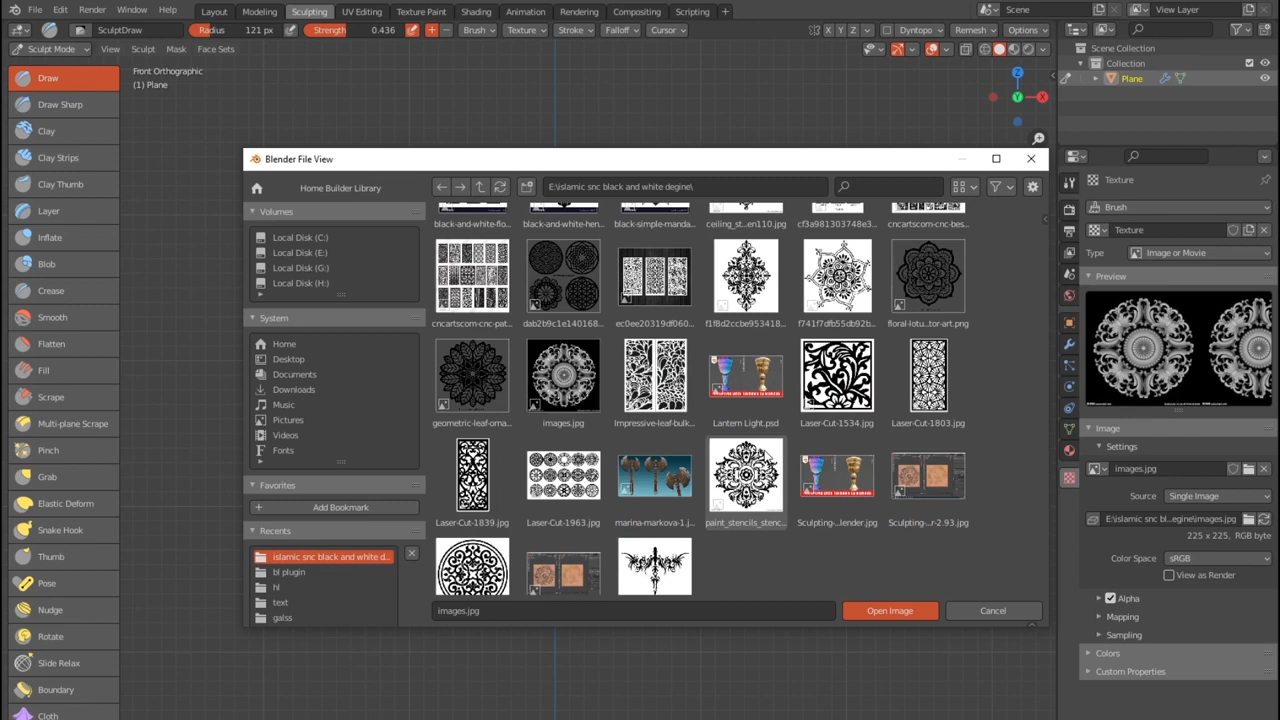 File Edit Render Window Help Layout Modeling Sculpting UV Editing Texture Paint Shading Animation Rendering Compositing Scripting + Scene View Layer
SculptDraw Radius 121 px Strength 0.436 + − Brush Texture Stroke Falloff Cursor X Y Z Dyntopo Remesh Options
Sculpt Mode View Sculpt Mask Face Sets
Scene Collection
Collection
Plane
Draw
Draw Sharp
Clay
Clay Strips
Clay Thumb
Layer
Inflate
Blob
Crease
Smooth
Flatten
Fill
Scrape
Multi-plane Scrape
Pinch
Grab
Elastic Deform
Snake Hook
Thumb
Pose
Nudge
Rotate
Slide Relax
Boundary
Cloth
Front Orthographic
(1) Plane
Z
Y
X
Blender File View
Home Builder Library
E:\islamic snc black and white degine\
Volumes
Local Disk (C:)
Local Disk (E:)
Local Disk (G:)
Local Disk (H:)
System
Home
Desktop
Documents
Downloads
Music
Pictures
Videos
Fonts
Favorites
+ Add Bookmark
Recents
islamic snc black and white d...
bl plugin
hl
text
galss
black-and-white-flo... black-and-white-hen... black-simple-manda... ceiling_st...en110.jpg cf3a981303748e3... cncartscom-cnc-bes...
cncartscom-cnc-pat... dab2b9c1e140168... ec0ee20319df060... f1f8d2ccbe953418... f741f7dfb55db92b... floral-lotu...tor-art.png
geometric-leaf-orna... images.jpg Impressive-leaf-bulk... Lantern Light.psd Laser-Cut-1534.jpg Laser-Cut-1803.jpg
Laser-Cut-1839.jpg Laser-Cut-1963.jpg marina-markova-1.j... paint_stencils_stenc... Sculpting-...lender.jpg Sculpting-...r-2.93.jpg
images.jpg
Open Image
Cancel
Texture
Brush
Texture
Type Image or Movie
Preview
Image
Settings
images.jpg
Source Single Image
E:\islamic snc bl...egine\images.jpg
225 x 225, RGB byte
Color Space sRGB
View as Render
Alpha
Mapping
Sampling
Colors
Custom Properties